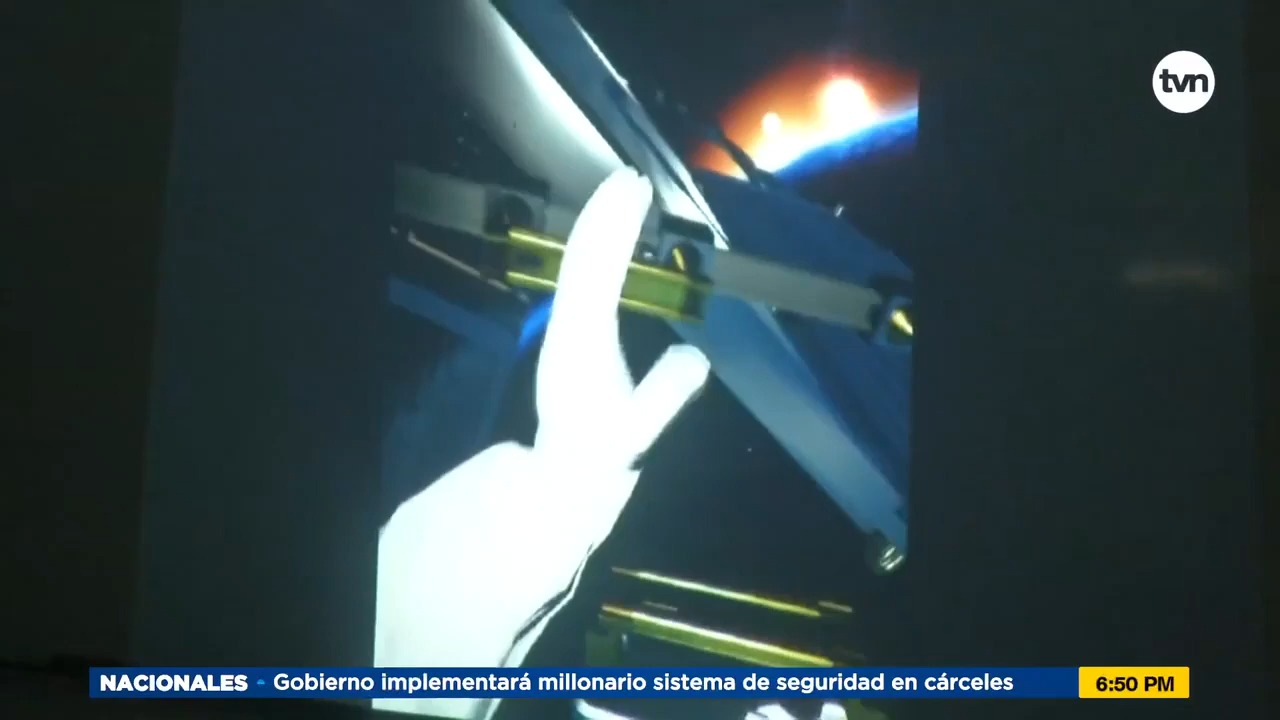 tvn
NACIONALES - Gobierno implementará millonario sistema de seguridad en cárceles 6:50 PM